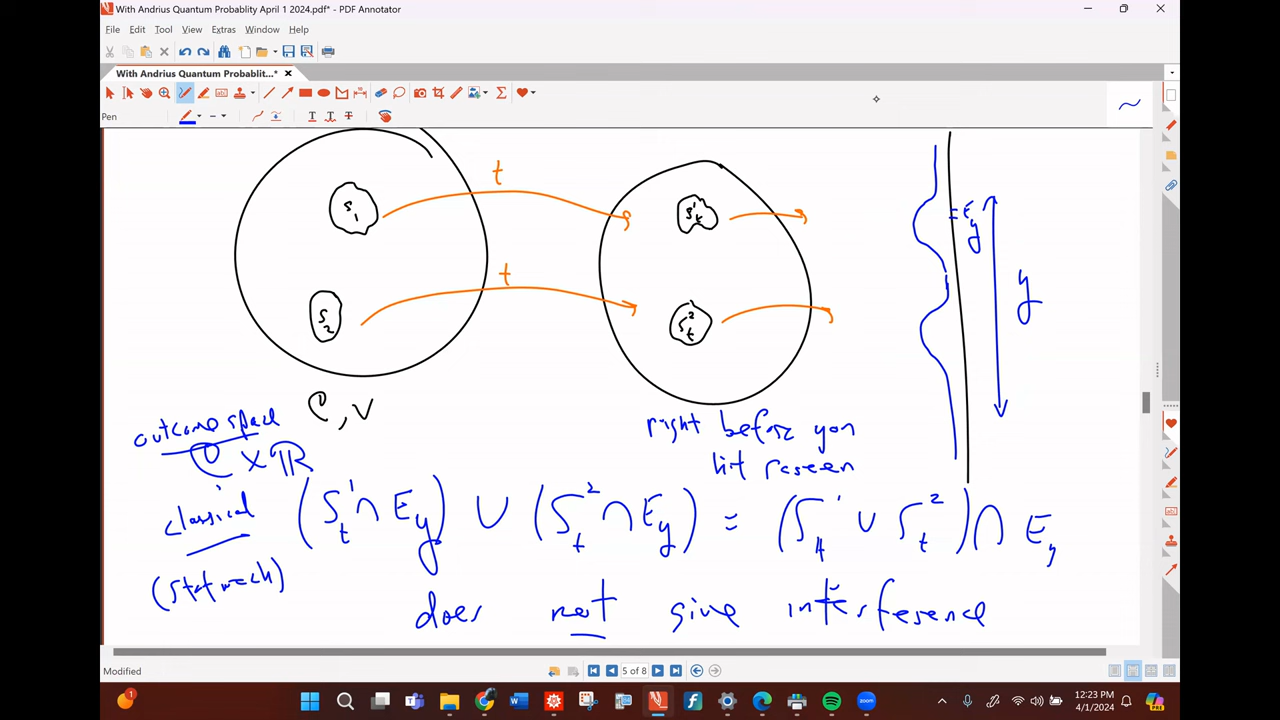 With Andrius Quantum Probablity April 1 2024.pdf* - PDF Annotator
File Edit Tool View Extras Window Help
With Andrius Quantum Probablit...*
Pen
t
S1
S't
Ey
t
y
S2
S²t
C, V
right before you
hit screen
outcome space
C x ℝ
classical
(S¹t ∩ Ey) ∪ (S²t ∩ Ey) = (S¹t ∪ S²t) ∩ Ey
(stat mech)
does not give interference
Modified
5 of 8
1
12:23 PM
4/1/2024